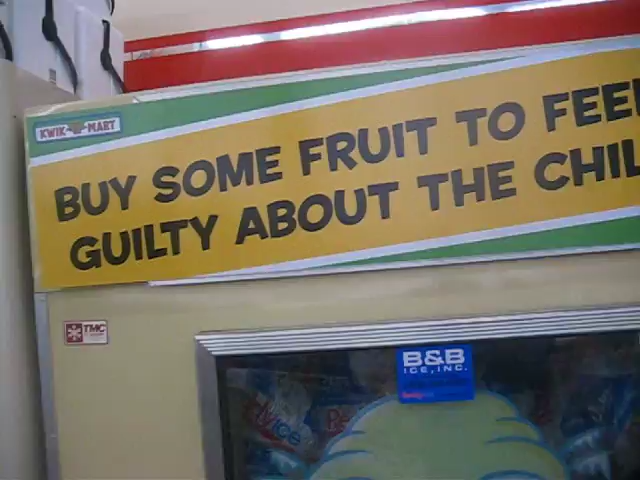 KWIK-E-MART
BUY SOME FRUIT TO FEE
GUILTY ABOUT THE CHIL
TMC
B&B
ICE, INC.